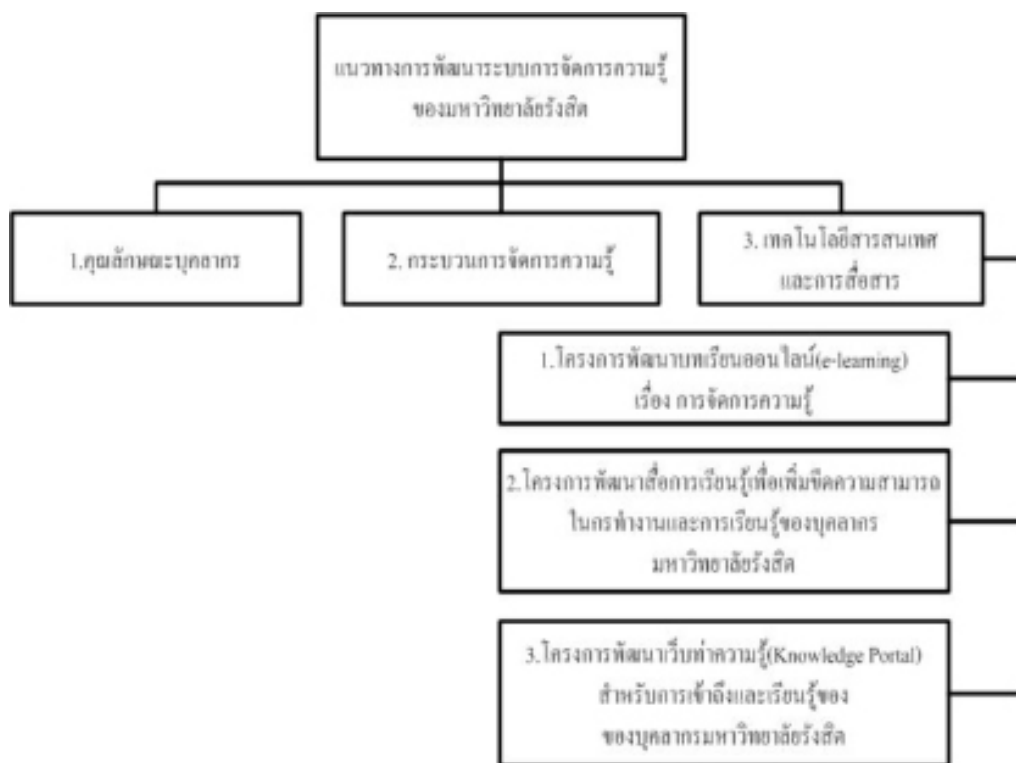 แนวทางการพัฒนาระบบการจัดการความรู้
ของมหาวิทยาลัยรังสิต
1.คุณลักษณะบุคลากร
2. กระบวนการจัดการความรู้
3. เทคโนโลยีสารสนเทศ
และการสื่อสาร
1.โครงการพัฒนาบทเรียนออนไลน์(e-learning)
เรื่อง การจัดการความรู้
2.โครงการพัฒนาสื่อการเรียนรู้เพื่อเพิ่มขีดความสามารถ
ในกรทำงานและการเรียนรู้ของบุคลากร
มหาวิทยาลัยรังสิต
3.โครงการพัฒนาเว็บท่าความรู้(Knowledge Portal)
สำหรับการเข้าถึงและเรียนรู้ของ
ของบุคลากรมหาวิทยาลัยรังสิต